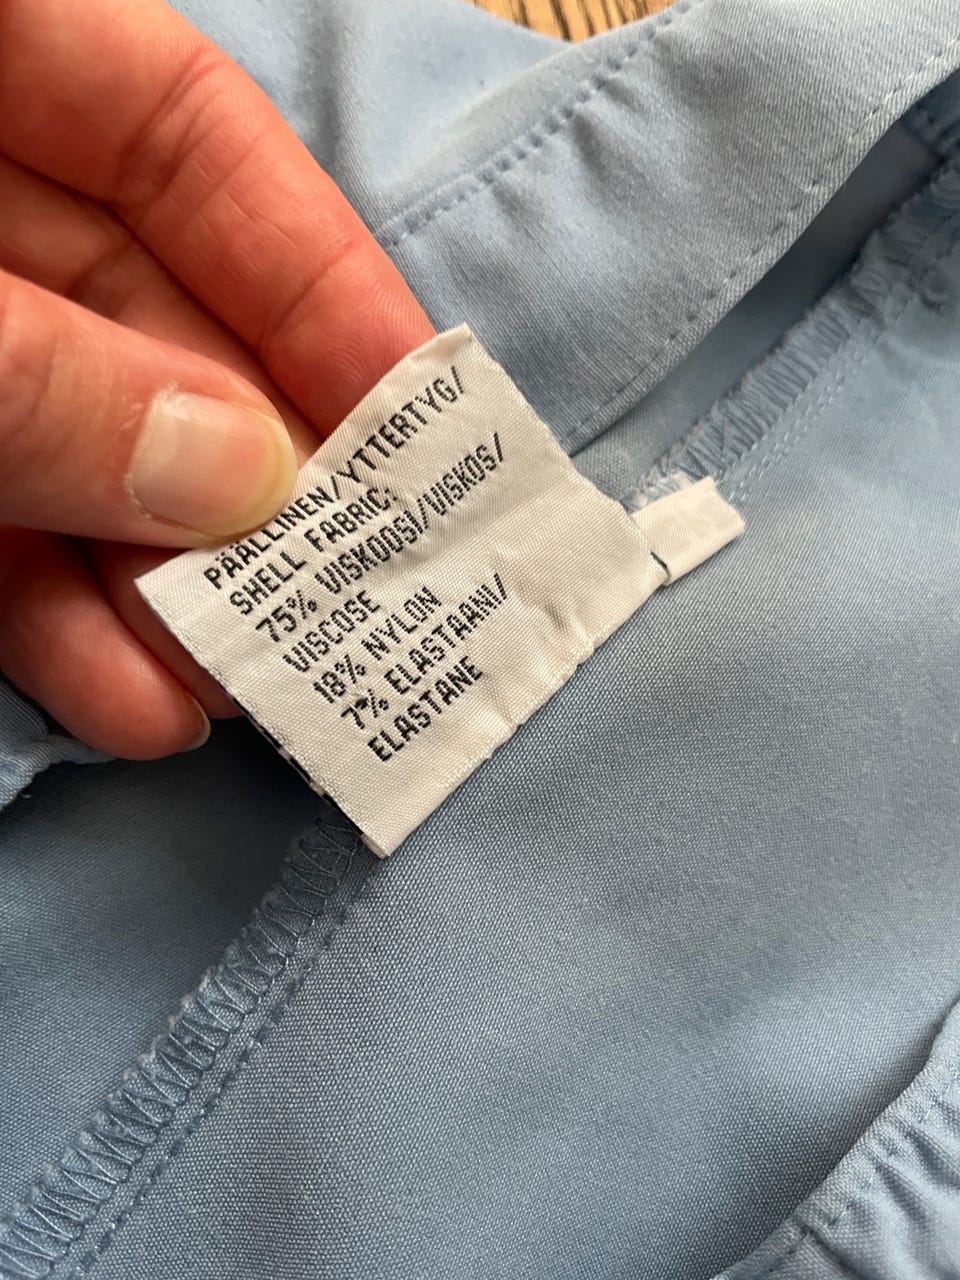 PÄÄLLINEN/YTTERTYG/
SHELL FABRIC:
75% VISKOOSI/VISKOS/
VISCOSE
18% NYLON
7% ELASTAANI/
ELASTANE